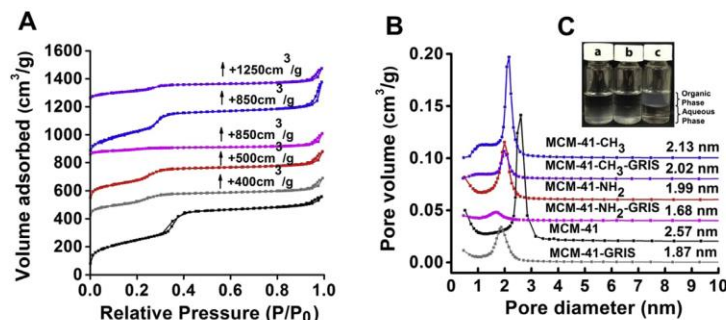 A
Volume adsorbed (cm³/g)
1600
1400
1200
1000
800
600
400
200
0
+1250cm³/g
+850cm³/g
+850cm³/g
+500cm³/g
+400cm³/g
0.0 0.2 0.4 0.6 0.8 1.0
Relative Pressure (P/P₀)
B
Pore volume (cm³/g)
0.20
0.15
0.10
0.05
0.00
C
a b c
Organic
Phase
Aqueous
Phase
MCM-41-CH₃ 2.13 nm
MCM-41-CH₃-GRIS 2.02 nm
MCM-41-NH₂ 1.99 nm
MCM-41-NH₂-GRIS 1.68 nm
MCM-41 2.57 nm
MCM-41-GRIS 1.87 nm
0 1 2 3 4 5 6 7 8 9 10
Pore diameter (nm)